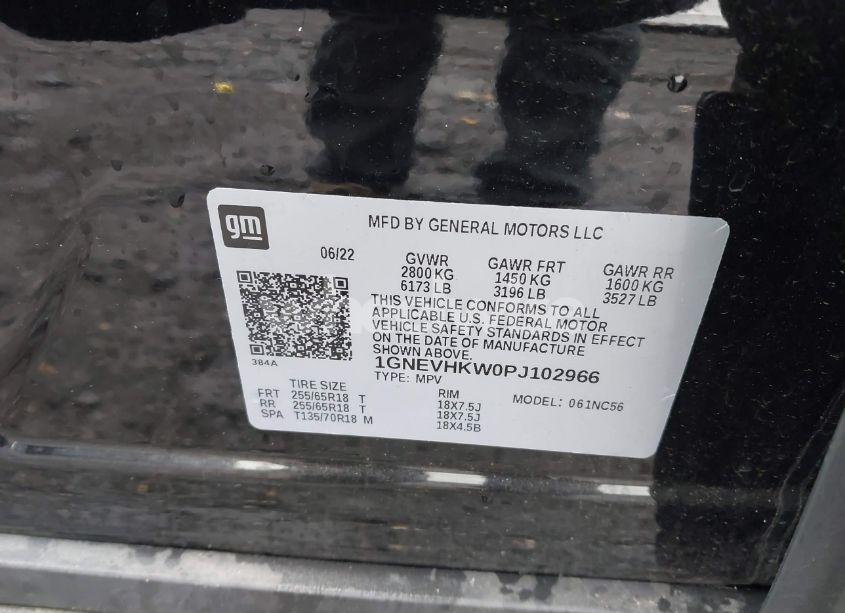 gm
MFD BY GENERAL MOTORS LLC
06/22
GVWR GAWR FRT GAWR RR
2800 KG 1450 KG 1600 KG
6173 LB 3196 LB 3527 LB
THIS VEHICLE CONFORMS TO ALL
APPLICABLE U.S. FEDERAL MOTOR
VEHICLE SAFETY STANDARDS IN EFFECT
ON THE DATE OF MANUFACTURE
SHOWN ABOVE.
384A
1GNEVHKW0PJ102966
TYPE: MPV
TIRE SIZE RIM MODEL: 061NC56
FRT 255/65R18 T 18X7.5J
RR 255/65R18 T 18X7.5J
SPA T135/70R18 M 18X4.5B